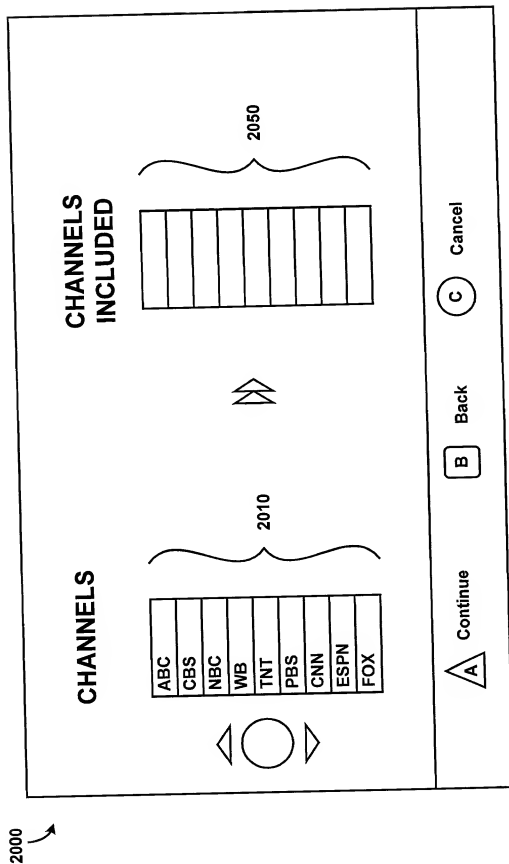 2000
CHANNELS
CHANNELS
INCLUDED
ABC
CBS
NBC
WB
TNT
PBS
CNN
ESPN
FOX
2010
2050
A Continue
B Back
C Cancel